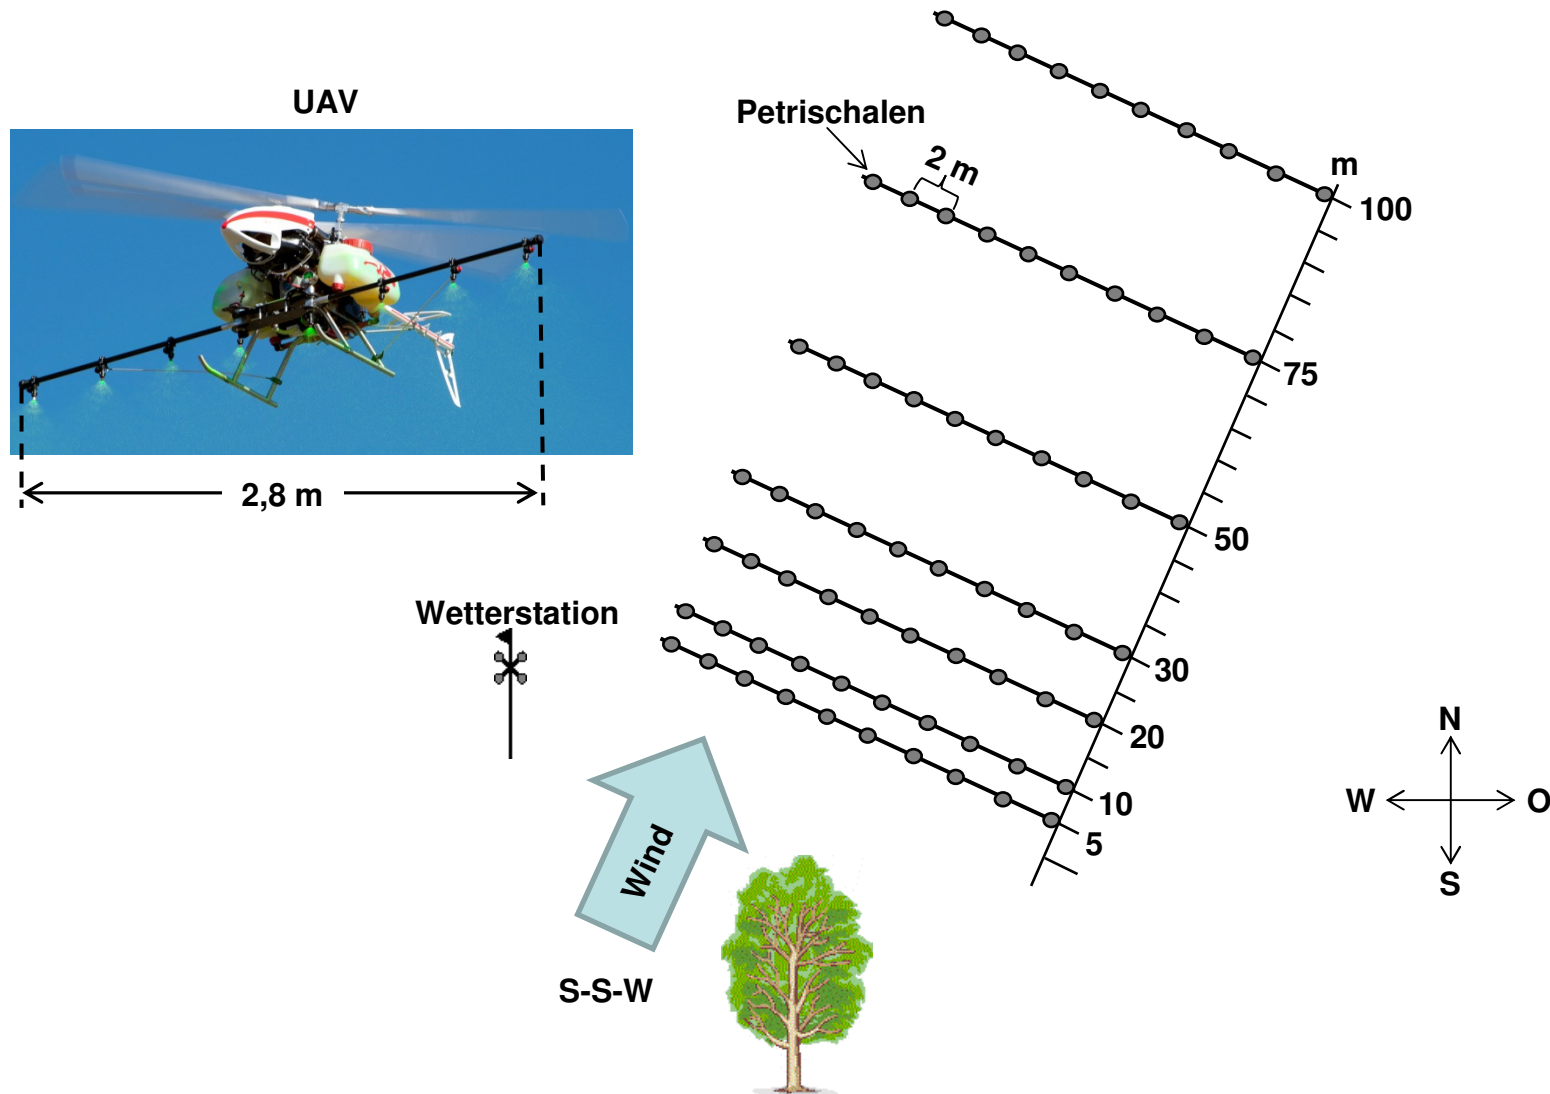 UAV
2,8 m
Petrischalen
2 m
m
100
75
50
30
20
10
5
Wetterstation
Wind
S-S-W
N
W
O
S